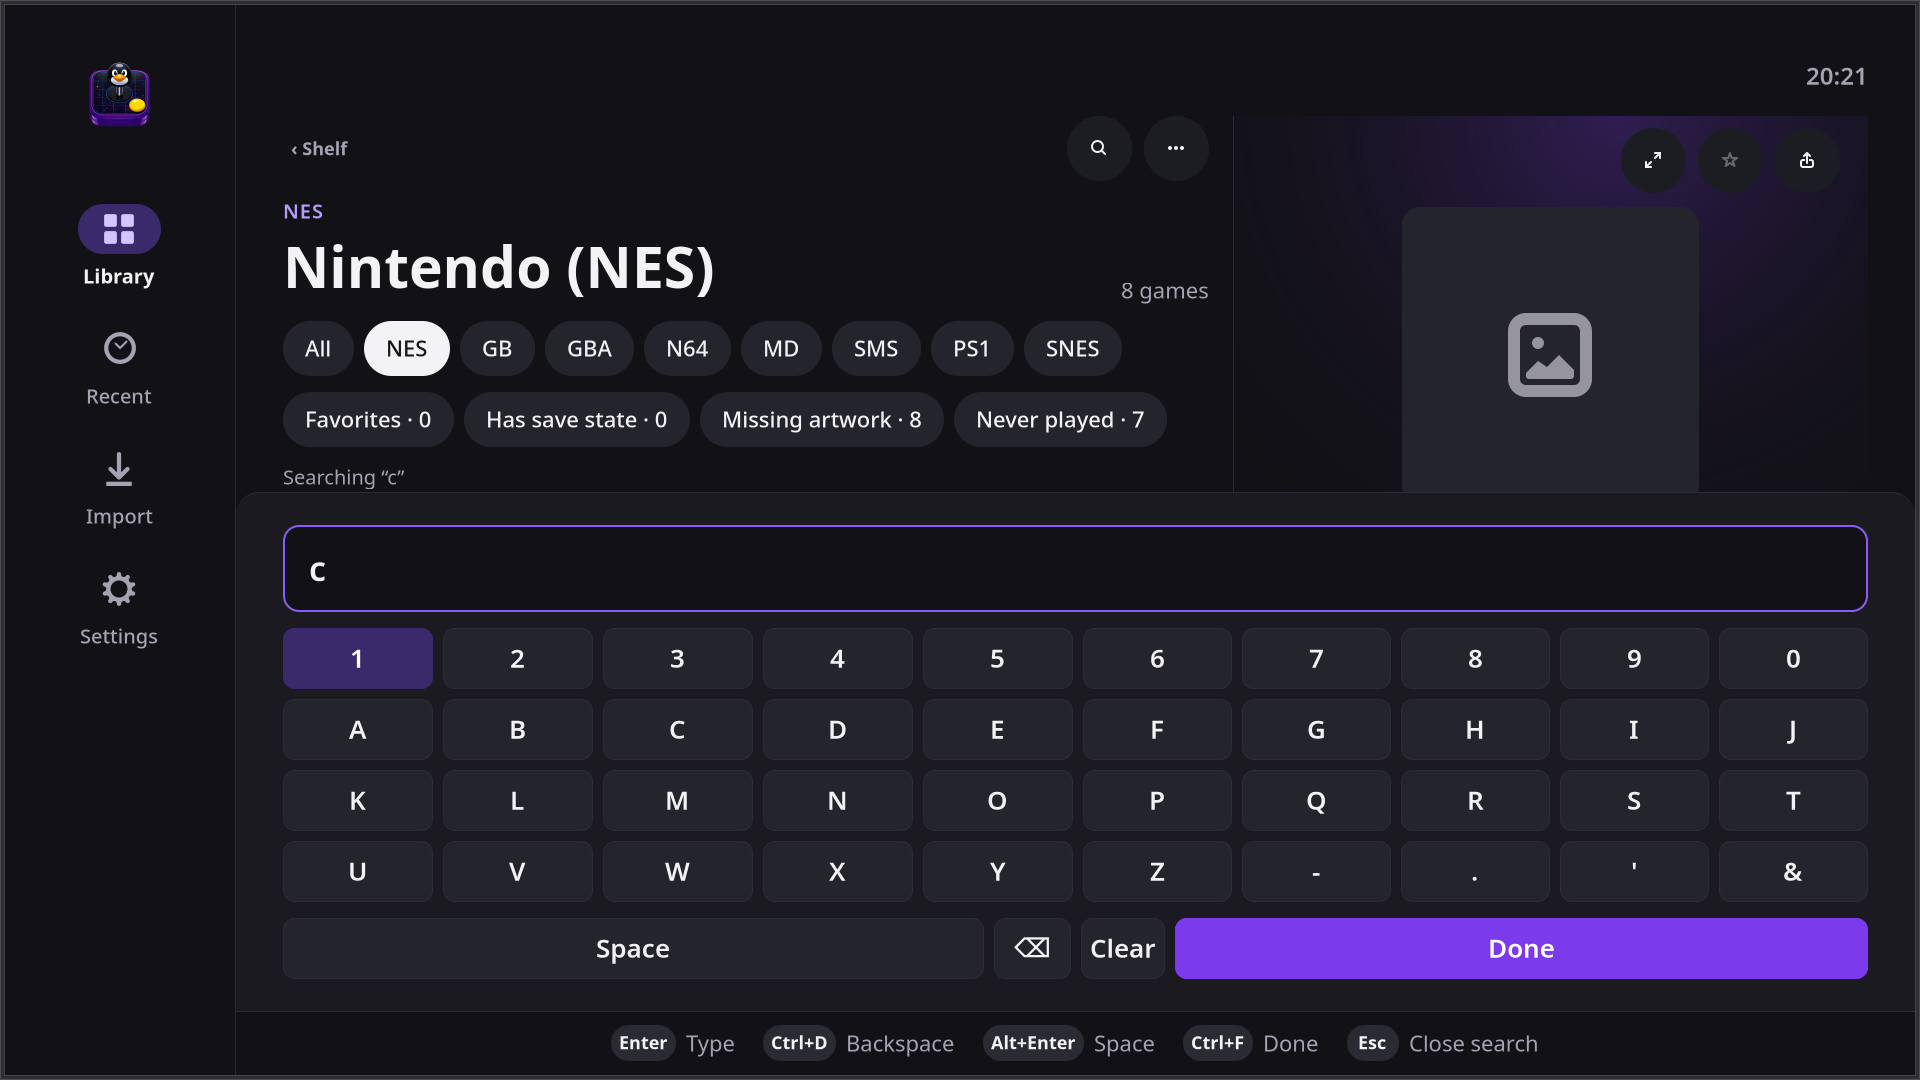 20:21
‹ Shelf
NES
Nintendo (NES)
8 games
All NES GB GBA N64 MD SMS PS1 SNES
Favorites · 0 Has save state · 0 Missing artwork · 8 Never played · 7
Searching “c”
Library
Recent
Import
Settings
c
1 2 3 4 5 6 7 8 9 0
A B C D E F G H I J
K L M N O P Q R S T
U V W X Y Z - . ' &
Space ⌫ Clear Done
Enter Type Ctrl+D Backspace Alt+Enter Space Ctrl+F Done Esc Close search